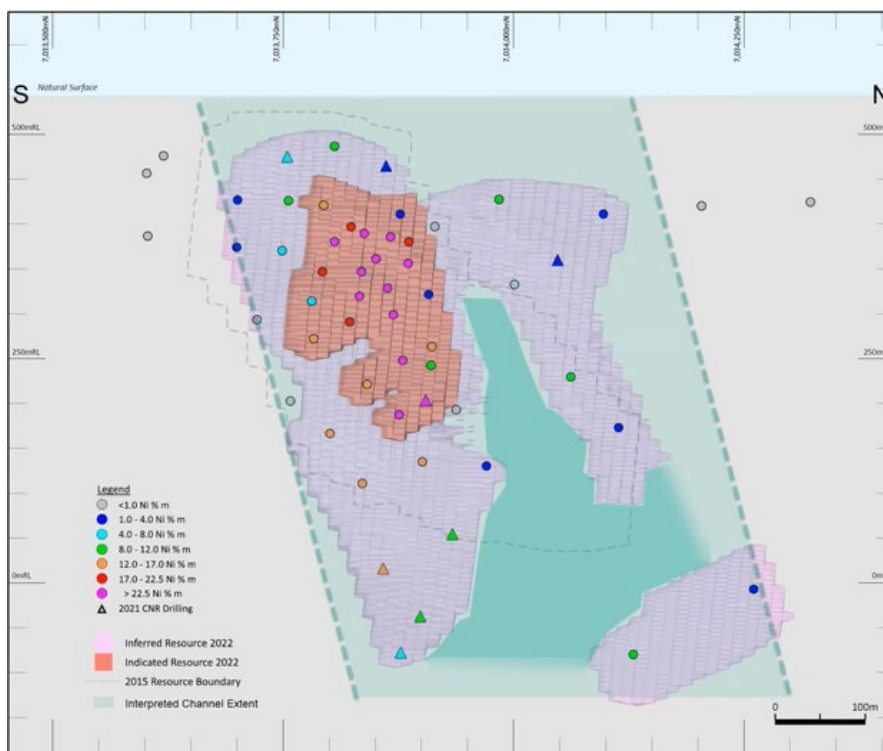 7,033,500mN
7,033,750mN
7,034,000mN
7,034,250mN
Natural Surface
S
N
500mRL
500m
250mRL
250m
0mRL
0mRL
Legend
<1.0 Ni % m
1.0 - 4.0 Ni % m
4.0 - 8.0 Ni % m
8.0 - 12.0 Ni % m
12.0 - 17.0 Ni % m
17.0 - 22.5 Ni % m
> 22.5 Ni % m
2021 CNR Drilling
Inferred Resource 2022
Indicated Resource 2022
2015 Resource Boundary
Interpreted Channel Extent
0
100m